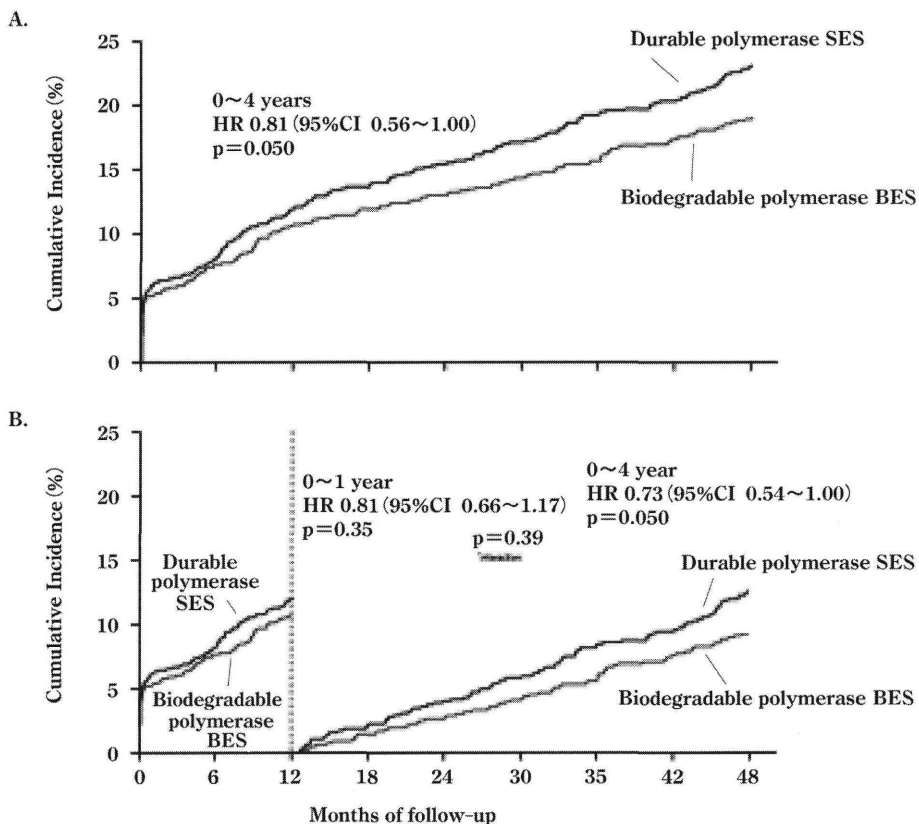 A.
25
20
15
10
5
0
Cumulative Incidence (%)
0~4 years
HR 0.81 (95%CI 0.56~1.00)
p=0.050
Durable polymerase SES
Biodegradable polymerase BES
B.
25
20
15
10
5
0
Cumulative Incidence (%)
0~1 year
HR 0.81 (95%CI 0.66~1.17)
p=0.35
p=0.39
0~4 year
HR 0.73 (95%CI 0.54~1.00)
p=0.050
Durable
polymerase
SES
Biodegradable
polymerase
BES
Durable polymerase SES
Biodegradable polymerase BES
0 6 12 18 24 30 35 42 48
Months of follow-up